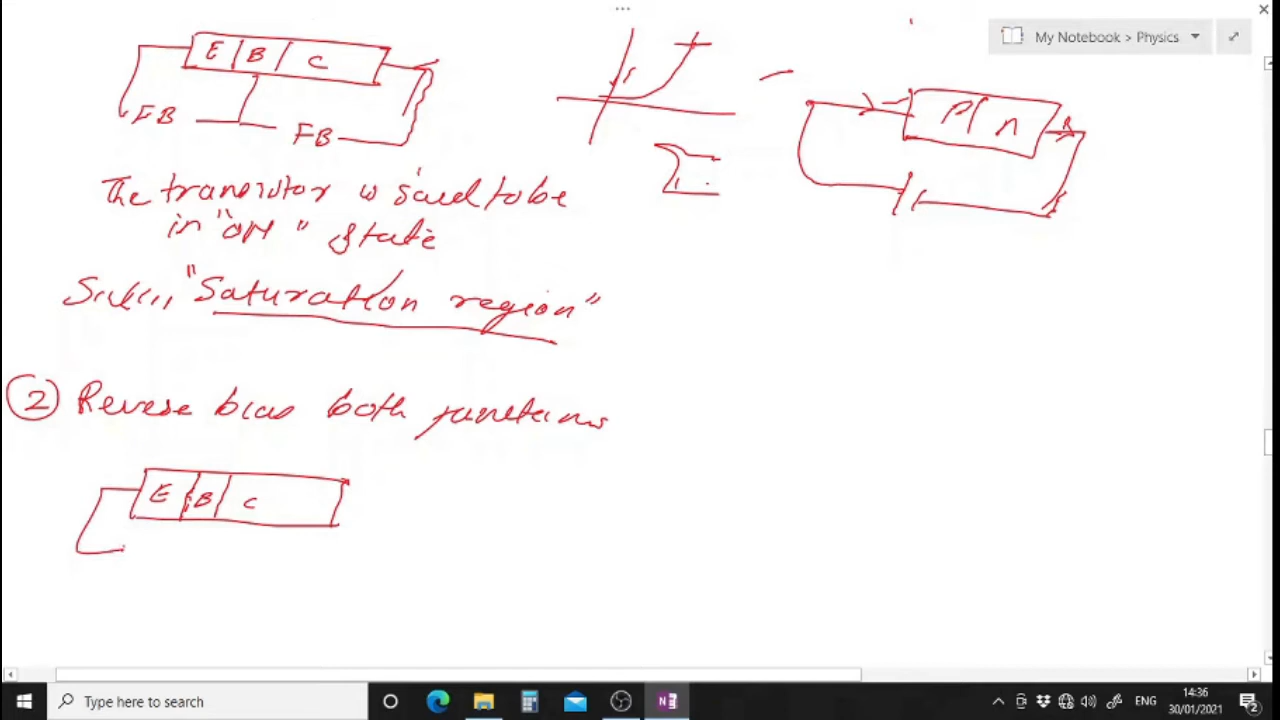 My Notebook > Physics
E B C
FB
FB
P n
The transistor is said to be
in "ON" state
"Saturation region"
2 Reverse bias both junctions
E B C
Type here to search
ENG
14:36
30/01/2021
2